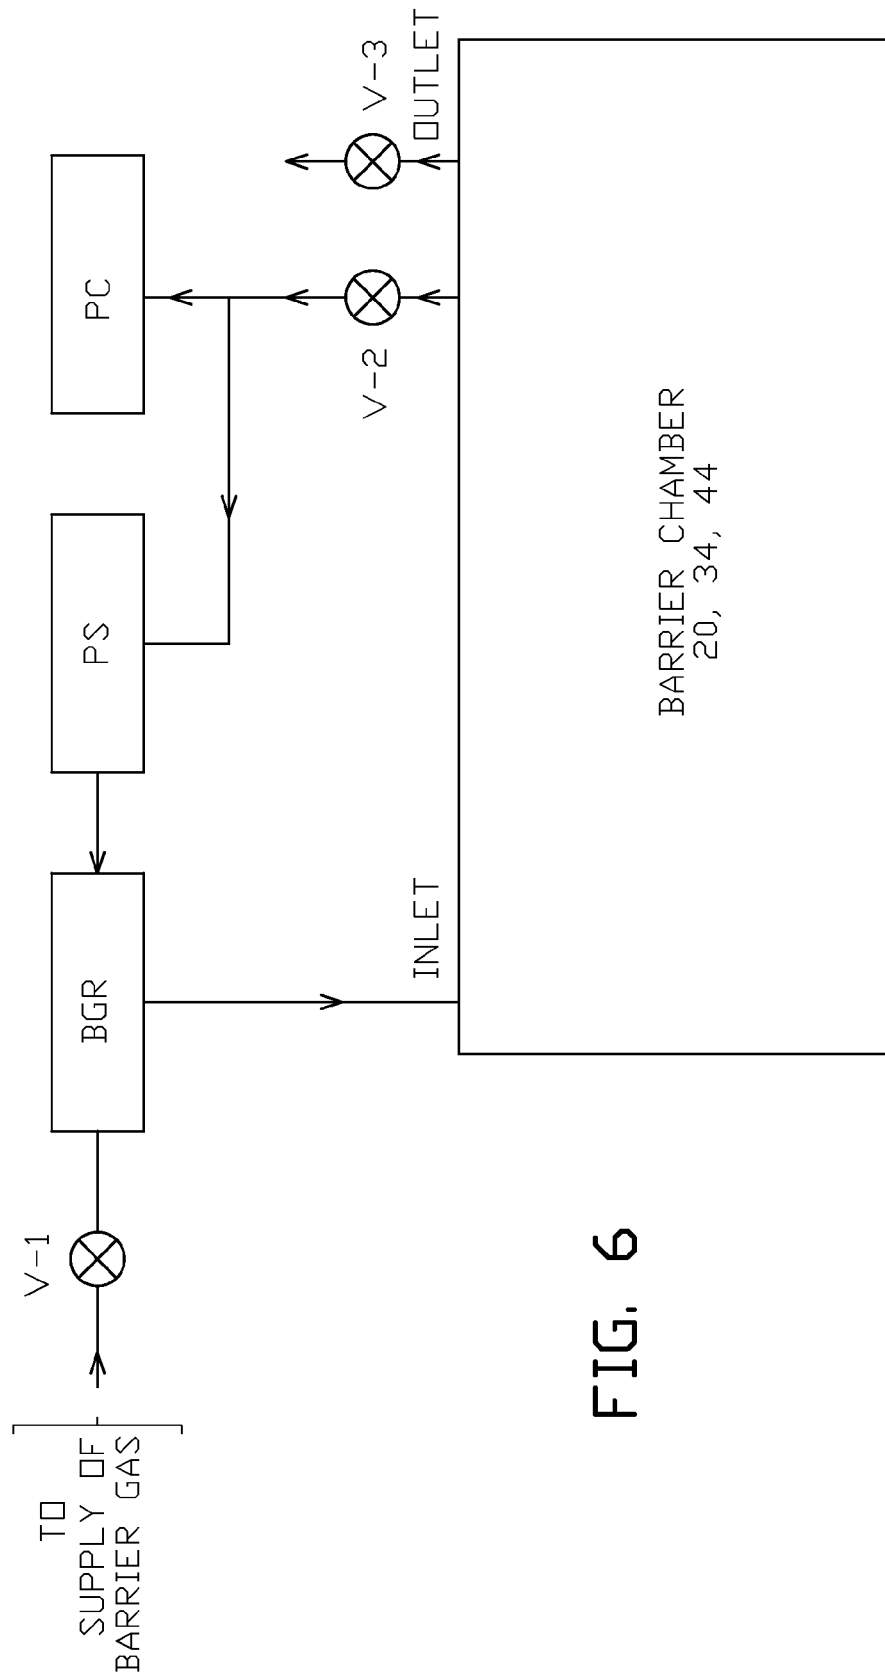 TO
SUPPLY OF
BARRIER GAS
V-1
BGR
PS
PC
INLET
V-2
V-3
OUTLET
BARRIER CHAMBER
20, 34, 44
FIG. 6